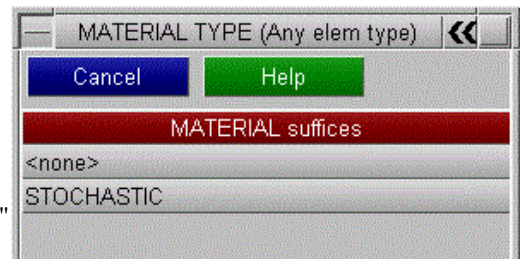 MATERIAL TYPE (Any elem type) «
Cancel Help
MATERIAL suffices
<none>
STOCHASTIC
"